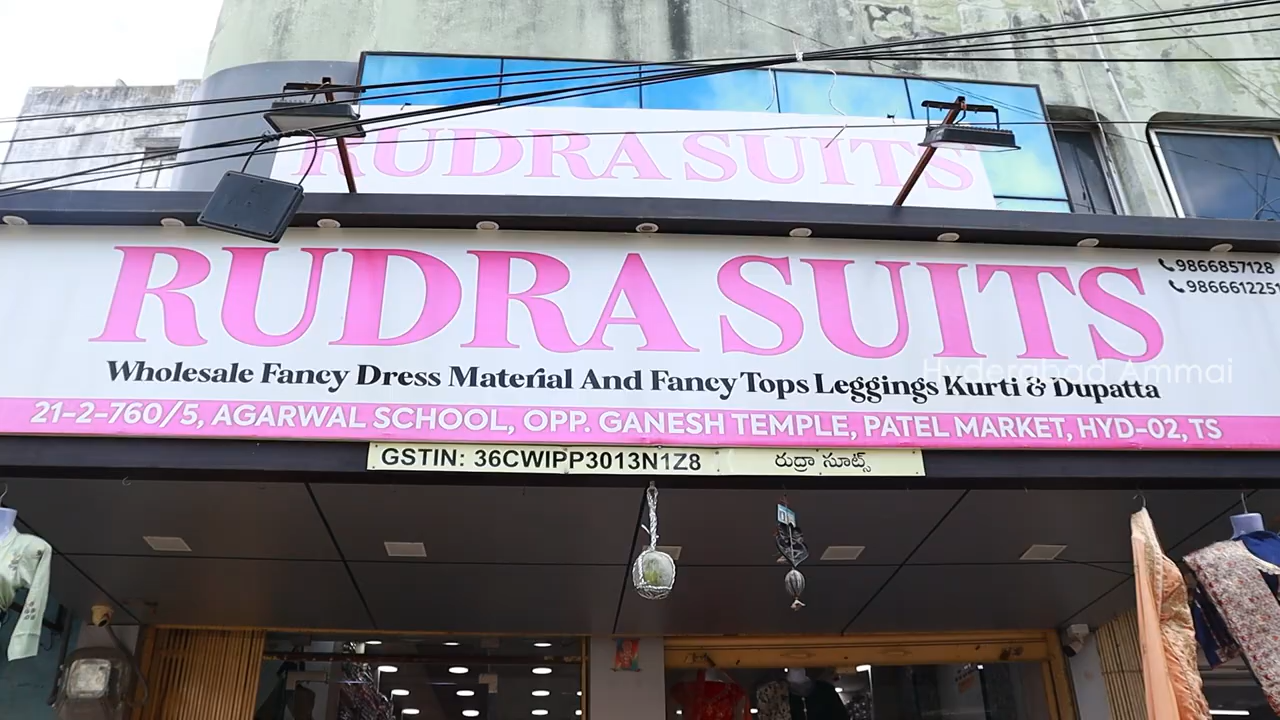 RUDRA SUITS
RUDRA SUITS
9866857128
9866612251
Wholesale Fancy Dress Material And Fancy Tops Leggings Kurti & Dupatta
Hyderabad Ammai
21-2-760/5, AGARWAL SCHOOL, OPP. GANESH TEMPLE, PATEL MARKET, HYD-02, TS
GSTIN: 36CWIPP3013N1Z8 రుద్రా సూట్స్